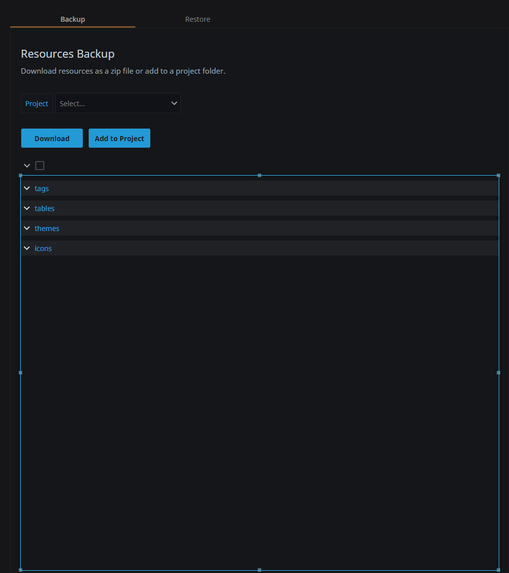 Backup Restore
Resources Backup
Download resources as a zip file or add to a project folder.
Project Select...
Download Add to Project
tags
tables
themes
icons